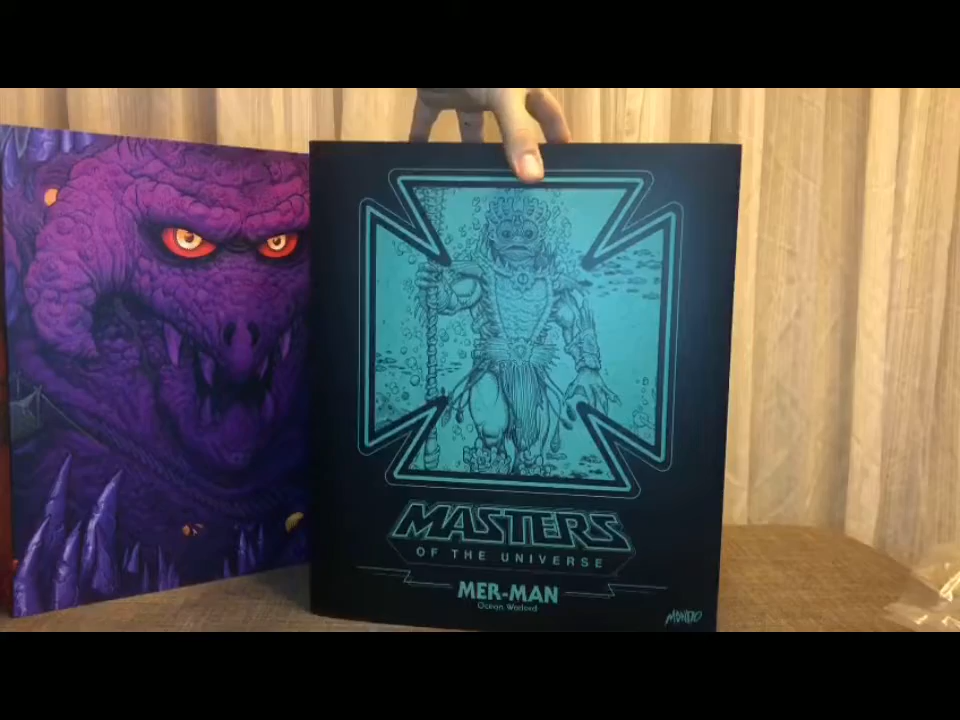 MASTERS
OF THE UNIVERSE
MER-MAN
Ocean Warlord
MONDO